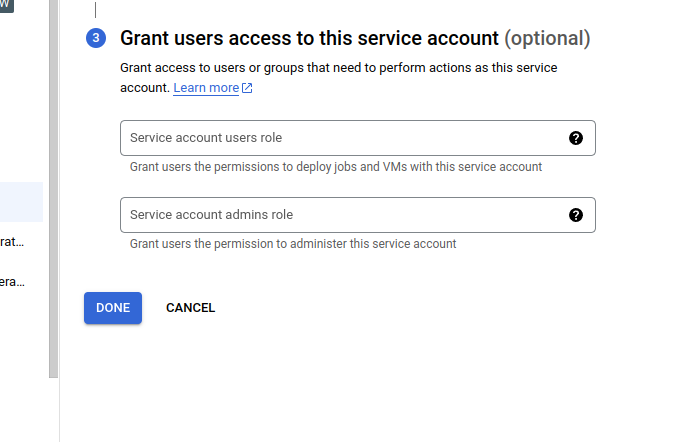 W
3
Grant users access to this service account (optional)
Grant access to users or groups that need to perform actions as this service
account. Learn more
Service account users role
?
Grant users the permissions to deploy jobs and VMs with this service account
Service account admins role
?
Grant users the permission to administer this service account
rat...
era...
DONE
CANCEL